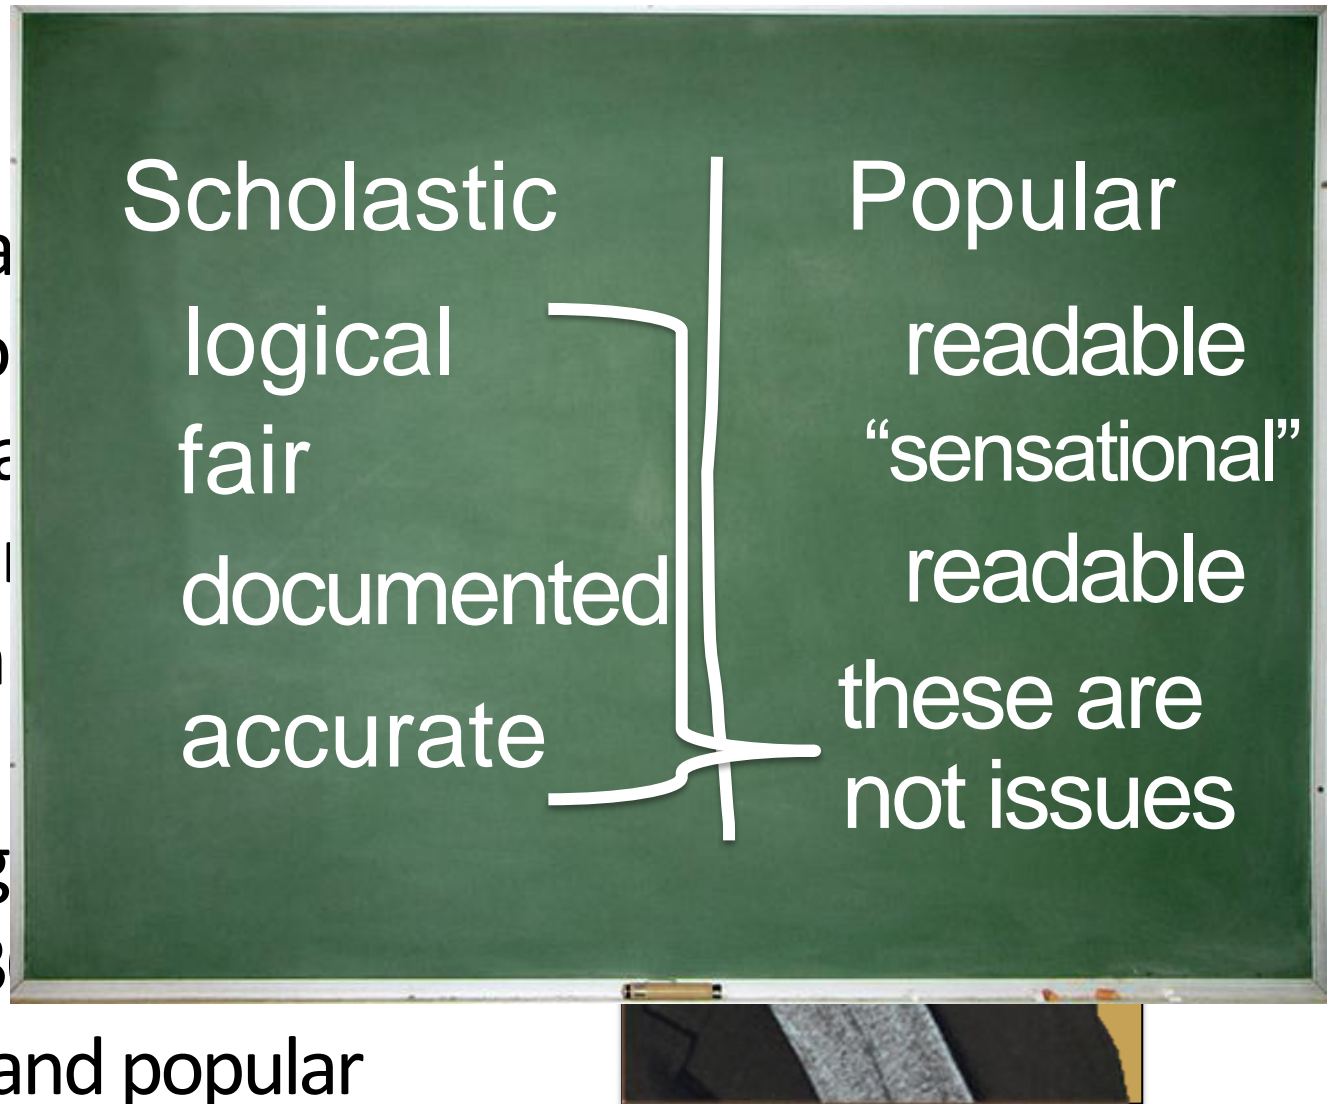 Scholastic Popular
logical readable
fair “sensational”
documented readable
accurate these are
not issues
and popular